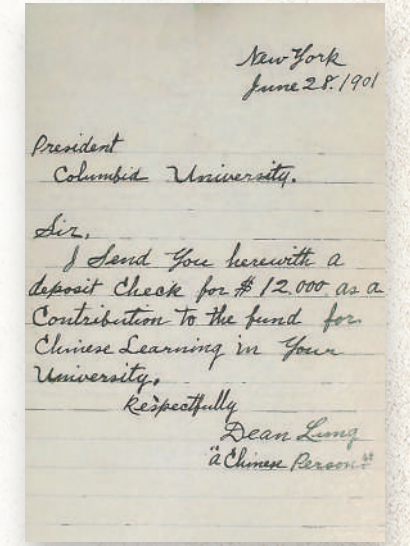 New York
June 28. 1901
President
Columbia University.
Sir,
I Send You herewith a
deposit Check for $ 12.000. as a
Contribution to the fund for
Chinese Learning in Your
University.
Respectfully
Dean Lung
"a Chinese Person"